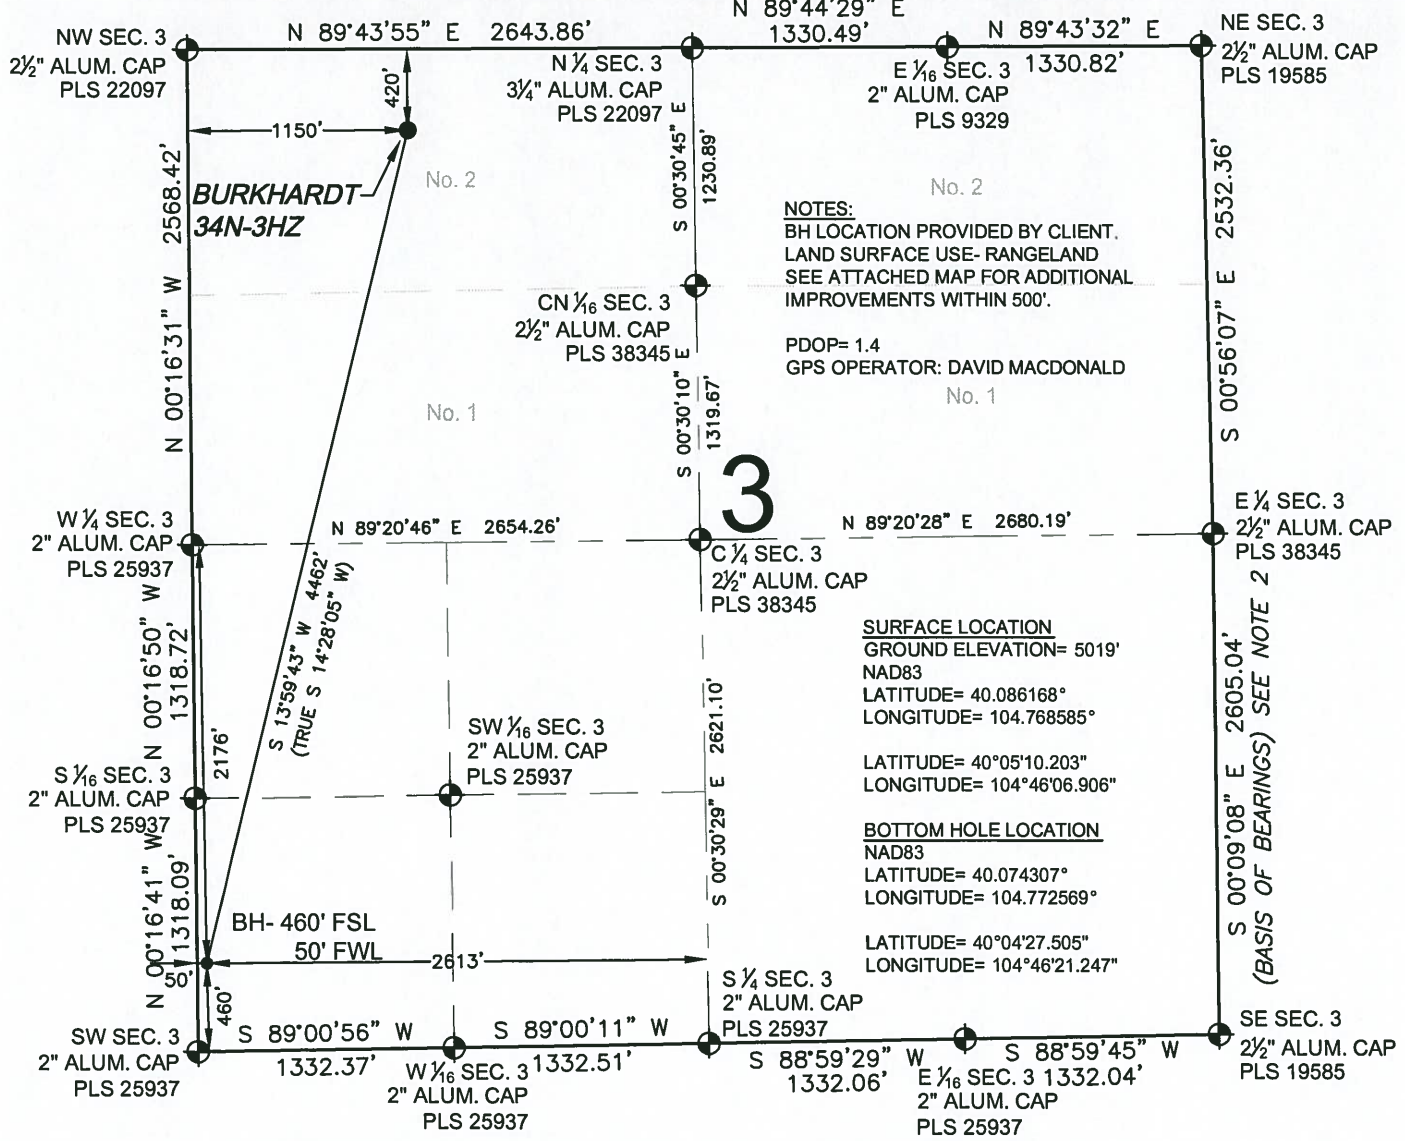 N 89°44'29" E
1330.49'
N 89°43'55" E 2643.86'
N 89°43'32" E
1330.82'
NW SEC. 3
2½" ALUM. CAP
PLS 22097
N ¼ SEC. 3
3¼" ALUM. CAP
PLS 22097
E 1⁄16 SEC. 3
2" ALUM. CAP
PLS 9329
NE SEC. 3
2½" ALUM. CAP
PLS 19585
420'
1150'
BURKHARDT
34N-3HZ
No. 2
No. 2
N 00°16'31" W 2568.42'
S 00°30'45" E
1230.89'
S 00°56'07" E 2532.36'
NOTES:
BH LOCATION PROVIDED BY CLIENT.
LAND SURFACE USE- RANGELAND
SEE ATTACHED MAP FOR ADDITIONAL
IMPROVEMENTS WITHIN 500'.
PDOP= 1.4
GPS OPERATOR: DAVID MACDONALD
CN 1⁄16 SEC. 3
2½" ALUM. CAP
PLS 38345
No. 1
No. 1
S 00°30'10" E
1319.67'
3
W ¼ SEC. 3
2" ALUM. CAP
PLS 25937
N 89°20'46" E 2654.26'
N 89°20'28" E 2680.19'
E ¼ SEC. 3
2½" ALUM. CAP
PLS 38345
C ¼ SEC. 3
2½" ALUM. CAP
PLS 38345
S 13°59'43" W 4462'
(TRUE S 14°28'05" W)
N 00°16'50" W
1318.72'
2176'
SURFACE LOCATION
GROUND ELEVATION= 5019'
NAD83
LATITUDE= 40.086168°
LONGITUDE= 104.768585°
LATITUDE= 40°05'10.203"
LONGITUDE= 104°46'06.906"
BOTTOM HOLE LOCATION
NAD83
LATITUDE= 40.074307°
LONGITUDE= 104.772569°
LATITUDE= 40°04'27.505"
LONGITUDE= 104°46'21.247"
SW 1⁄16 SEC. 3
2" ALUM. CAP
PLS 25937
S 00°30'29" E 2621.10'
S 00°09'08" E 2605.04'
(BASIS OF BEARINGS) SEE NOTE 2
S 1⁄16 SEC. 3
2" ALUM. CAP
PLS 25937
N 00°16'41" W
1318.09'
BH- 460' FSL
50' FWL
50'
2613'
460'
SW SEC. 3
2" ALUM. CAP
PLS 25937
S 89°00'56" W
1332.37'
W 1⁄16 SEC. 3
2" ALUM. CAP
PLS 25937
S 89°00'11" W
1332.51'
S ¼ SEC. 3
2" ALUM. CAP
PLS 25937
S 88°59'29" W
1332.06'
E 1⁄16 SEC. 3
2" ALUM. CAP
PLS 25937
S 88°59'45" W
1332.04'
SE SEC. 3
2½" ALUM. CAP
PLS 19585